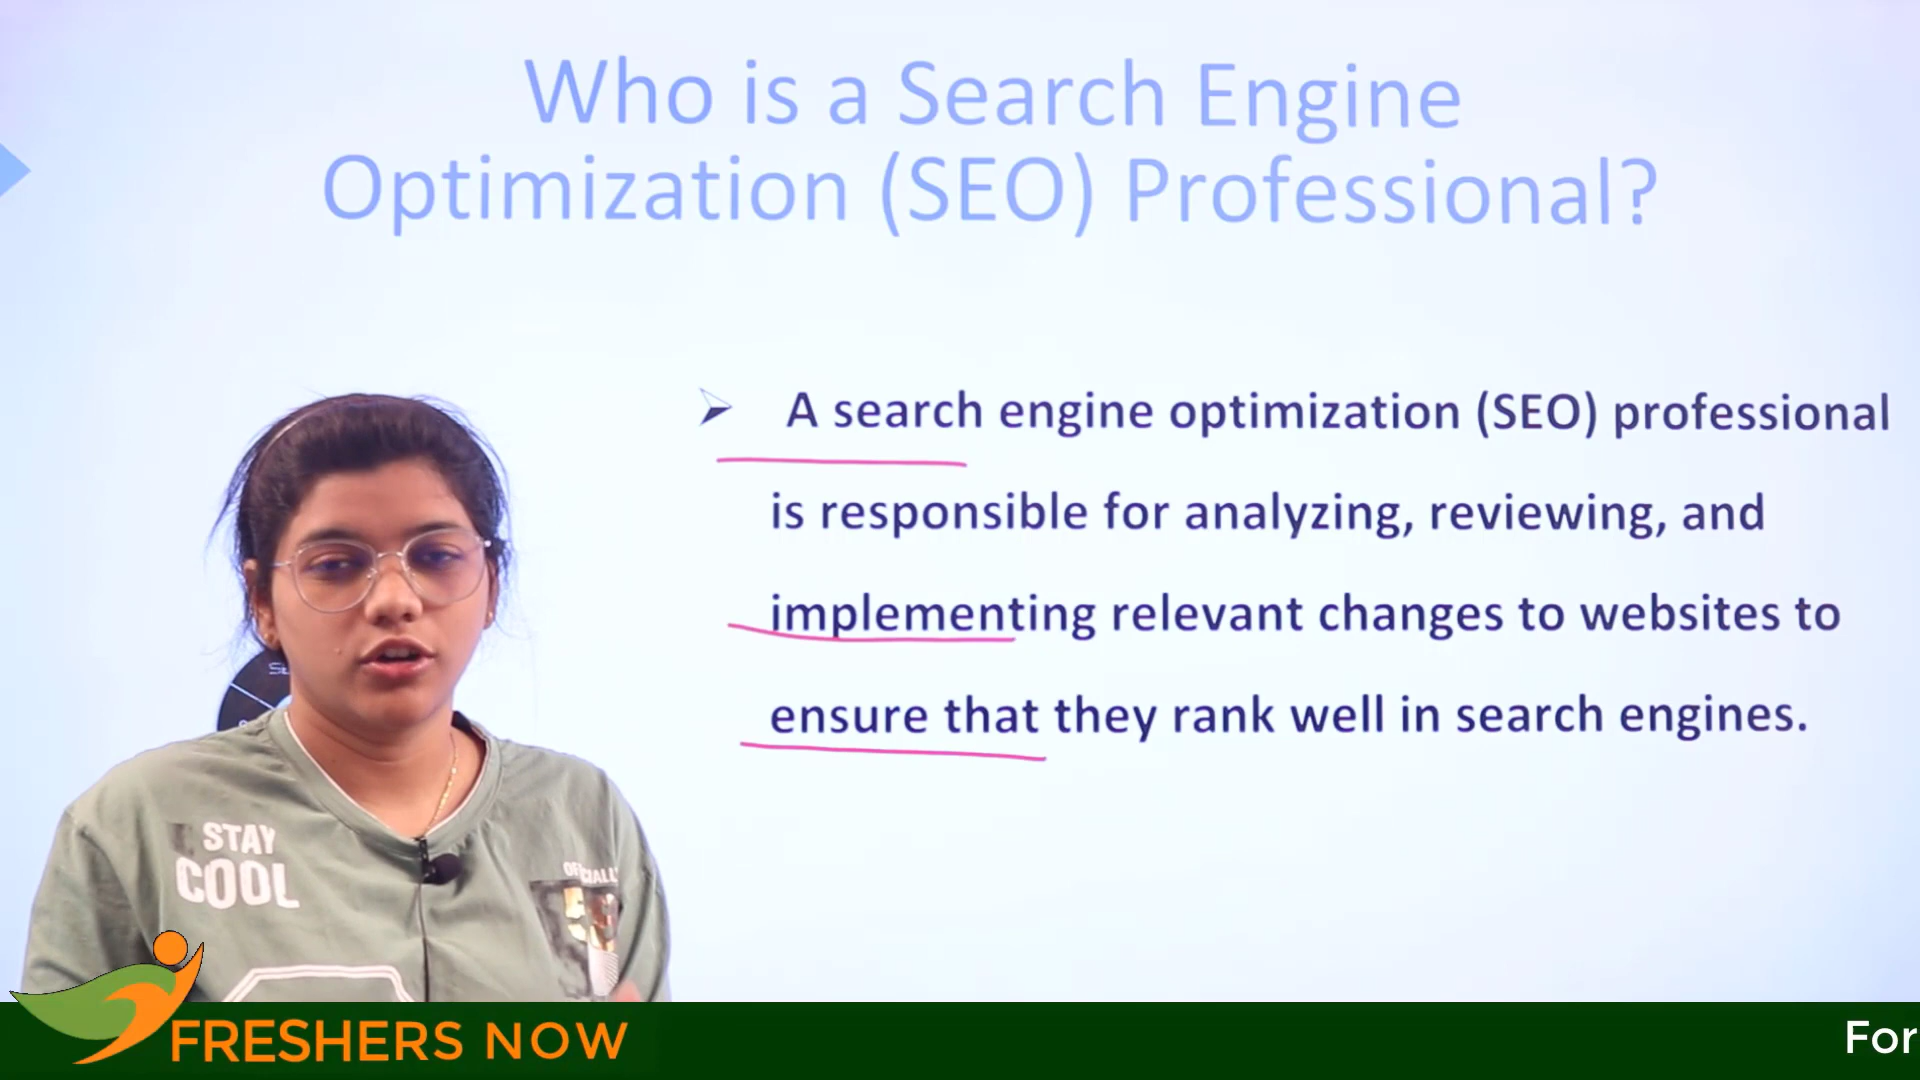 Who is a Search Engine
Optimization (SEO) Professional?
A search engine optimization (SEO) professional
is responsible for analyzing, reviewing, and
implementing relevant changes to websites to
ensure that they rank well in search engines.
STAY
COOL
FRESHERS NOW
For